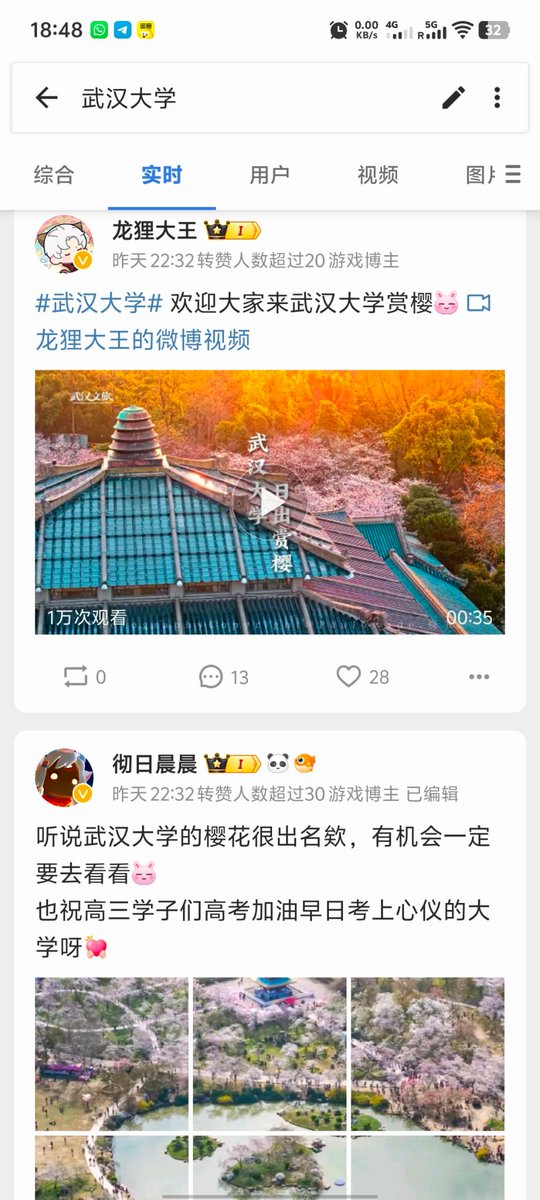 18:48
0.00
KB/s
4G
5G
R
32
武汉大学
综合 实时 用户 视频 图片
龙狸大王 I
昨天 22:32 转赞人数超过20 游戏博主
#武汉大学# 欢迎大家来武汉大学赏樱
龙狸大王的微博视频
武汉文旅
武汉大学
日出赏樱
1万次观看 00:35
0 13 28
彻日晨晨 I
昨天 22:32 转赞人数超过30 游戏博主 已编辑
听说武汉大学的樱花很出名欸，有机会一定
要去看看
也祝高三学子们高考加油早日考上心仪的大
学呀